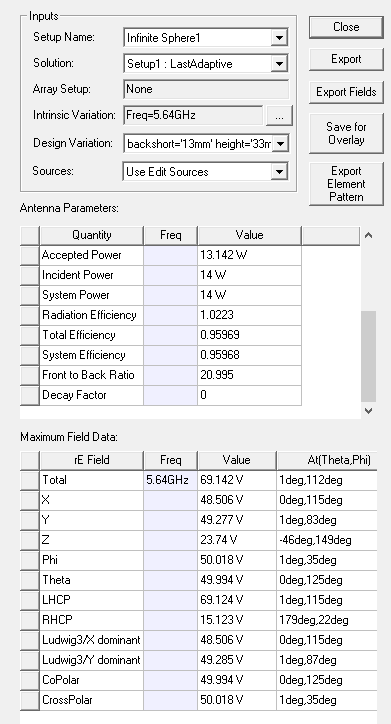 Inputs
Setup Name: Infinite Sphere1
Solution: Setup1 : LastAdaptive
Array Setup: None
Intrinsic Variation: Freq=5.64GHz ...
Design Variation: backshort='13mm' height='33m
Sources: Use Edit Sources
Close
Export
Export Fields
Save for
Overlay
Export
Element
Pattern
Antenna Parameters:
Quantity Freq Value
Accepted Power 13.142 W
Incident Power 14 W
System Power 14 W
Radiation Efficiency 1.0223
Total Efficiency 0.95969
System Efficiency 0.95968
Front to Back Ratio 20.995
Decay Factor 0
Maximum Field Data:
rE Field Freq Value At(Theta,Phi)
Total 5.64GHz 69.142 V 1deg,112deg
X 48.506 V 0deg,115deg
Y 49.277 V 1deg,83deg
Z 23.74 V -46deg,149deg
Phi 50.018 V 1deg,35deg
Theta 49.994 V 0deg,125deg
LHCP 69.124 V 1deg,115deg
RHCP 15.123 V 179deg,22deg
Ludwig3/X dominant 48.506 V 0deg,115deg
Ludwig3/Y dominant 49.285 V 1deg,87deg
CoPolar 49.994 V 0deg,125deg
CrossPolar 50.018 V 1deg,35deg